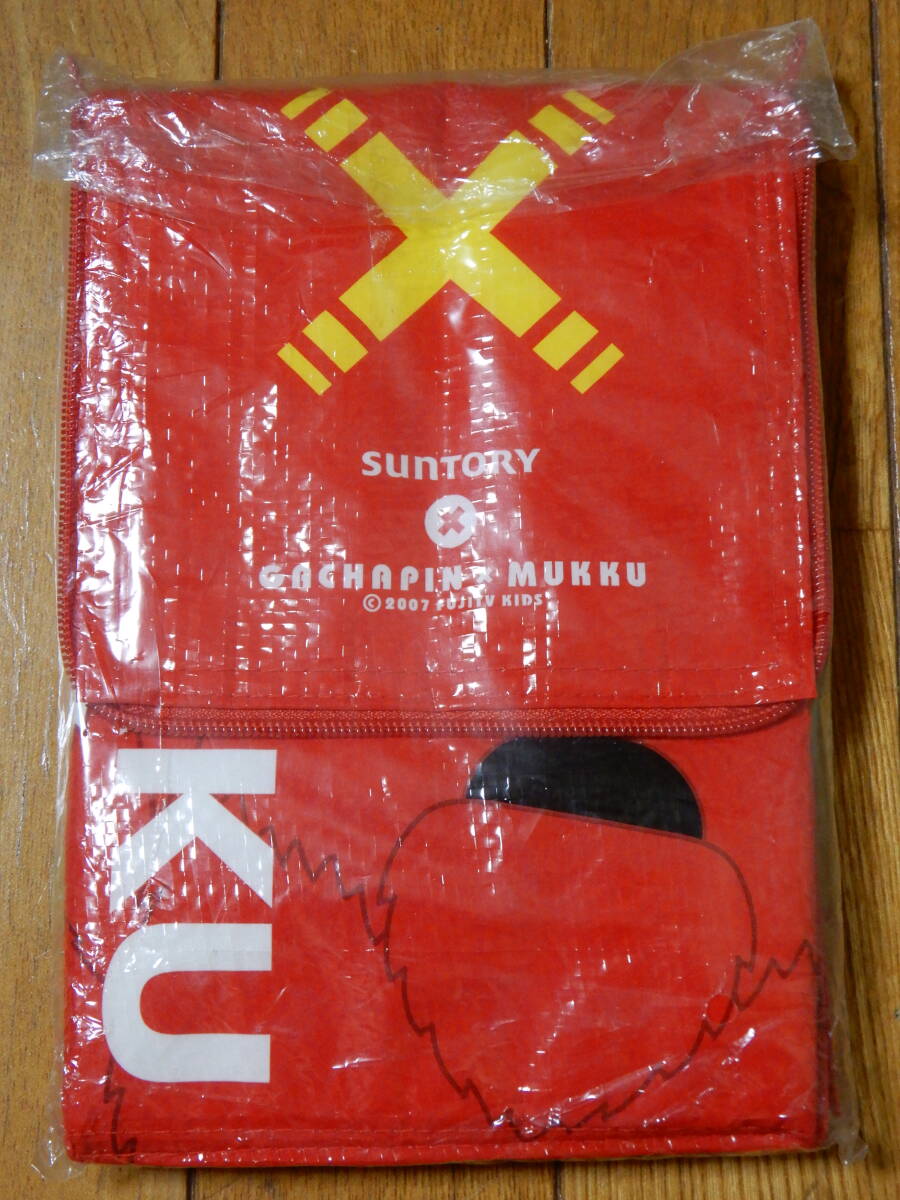 SUNTORY
×
GACHAPIN × MUKKU
© 2007 FUJITV KIDS
KU